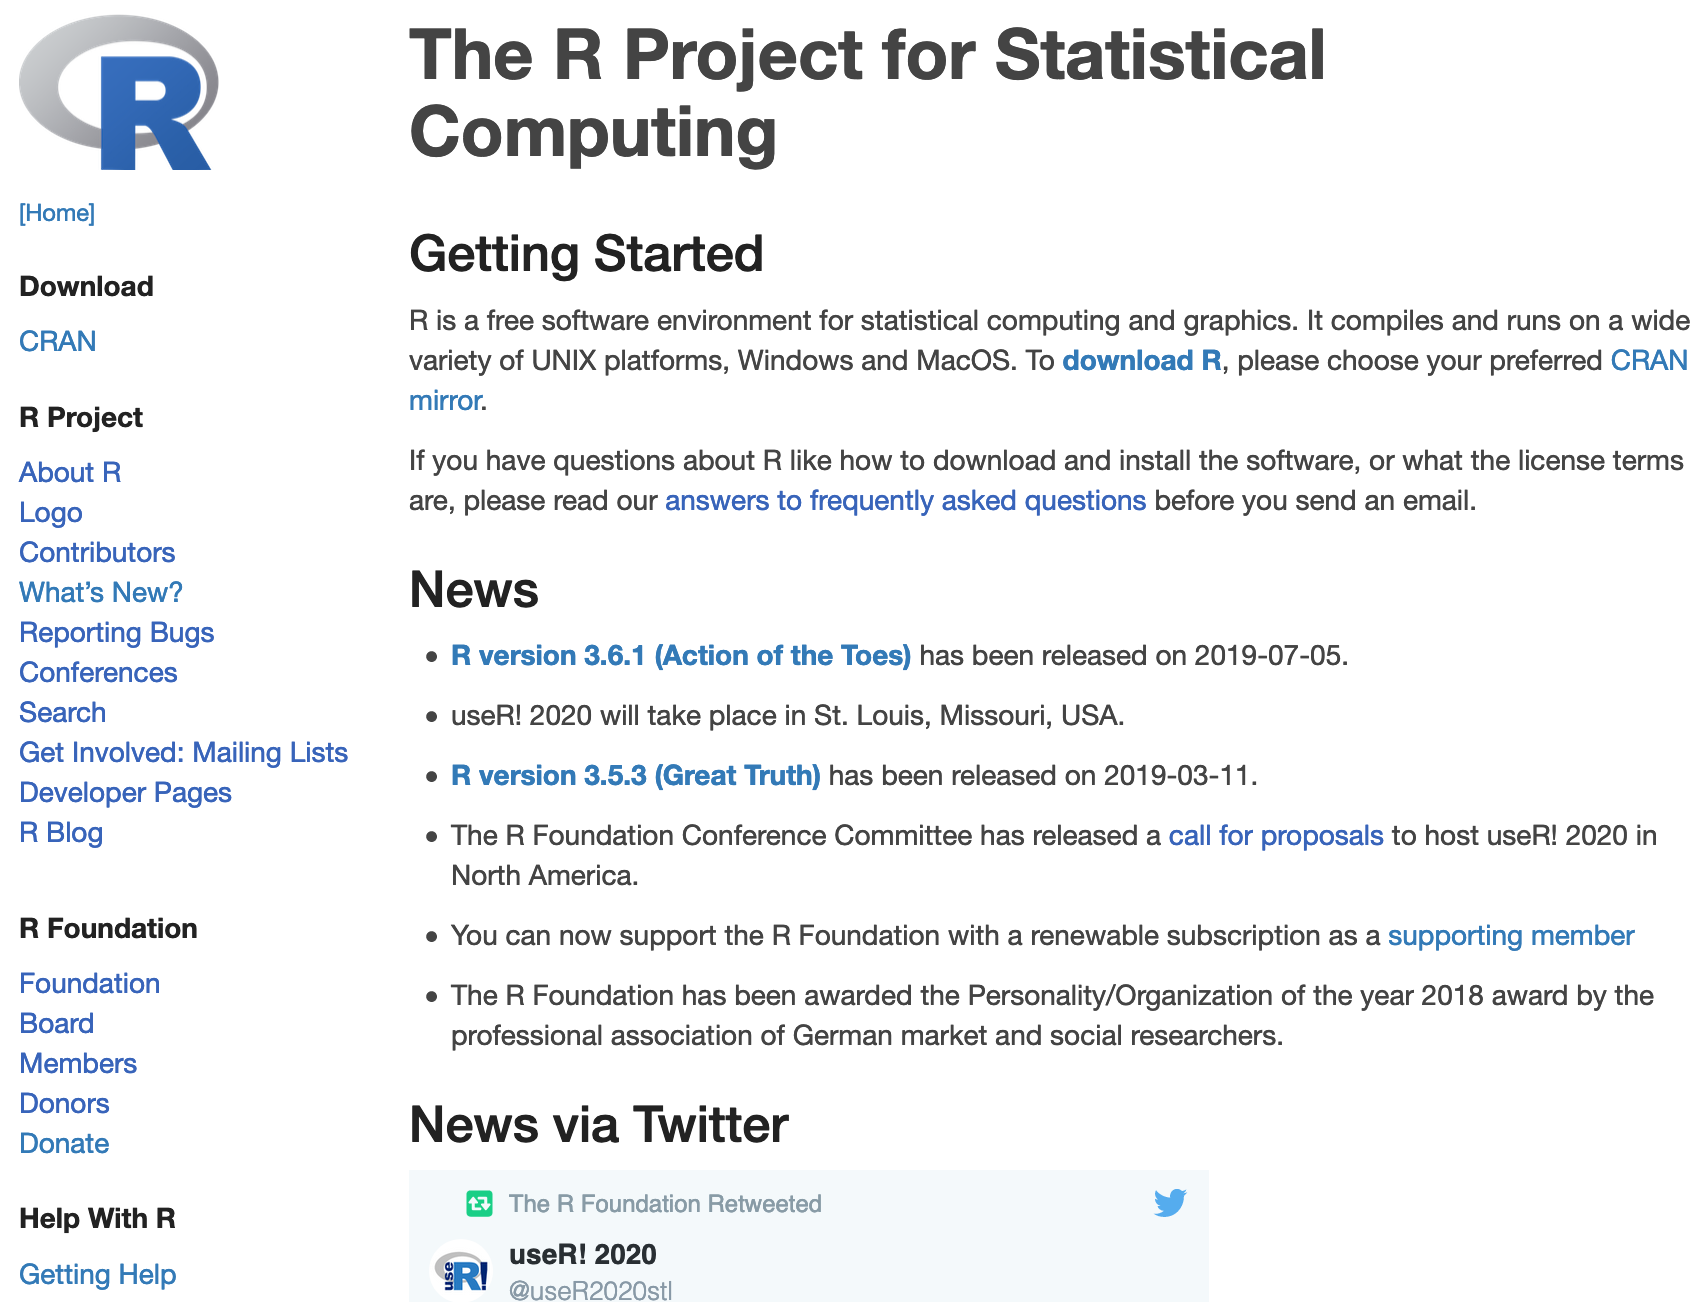 R
[Home]
Download
CRAN
R Project
About R
Logo
Contributors
What’s New?
Reporting Bugs
Conferences
Search
Get Involved: Mailing Lists
Developer Pages
R Blog
R Foundation
Foundation
Board
Members
Donors
Donate
Help With R
Getting Help
The R Project for Statistical
Computing
Getting Started
R is a free software environment for statistical computing and graphics. It compiles and runs on a wide
variety of UNIX platforms, Windows and MacOS. To download R, please choose your preferred CRAN
mirror.
If you have questions about R like how to download and install the software, or what the license terms
are, please read our answers to frequently asked questions before you send an email.
News
• R version 3.6.1 (Action of the Toes) has been released on 2019-07-05.
• useR! 2020 will take place in St. Louis, Missouri, USA.
• R version 3.5.3 (Great Truth) has been released on 2019-03-11.
• The R Foundation Conference Committee has released a call for proposals to host useR! 2020 in
North America.
• You can now support the R Foundation with a renewable subscription as a supporting member
• The R Foundation has been awarded the Personality/Organization of the year 2018 award by the
professional association of German market and social researchers.
News via Twitter
The R Foundation Retweeted
useR!
useR! 2020
@useR2020stl